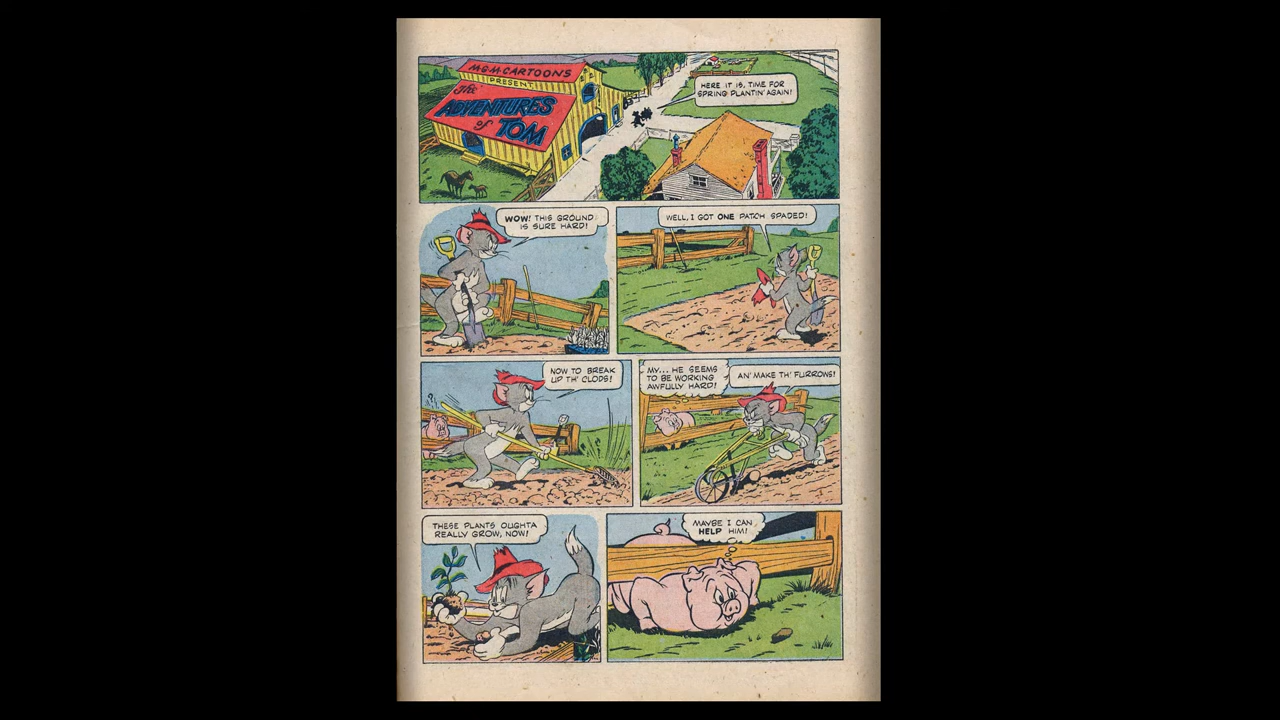 M·G·M CARTOONS
PRESENT
The
ADVENTURES
of TOM
HERE IT IS, TIME FOR
SPRING PLANTIN' AGAIN!
WOW! THIS GROUND
IS SURE HARD!
WELL, I GOT ONE PATCH SPADED!
NOW TO BREAK
UP TH' CLODS!
?
MY... HE SEEMS
TO BE WORKING
AWFULLY HARD!
AN' MAKE TH' FURROWS!
THESE PLANTS OUGHTA
REALLY GROW, NOW!
MAYBE I CAN
HELP HIM!